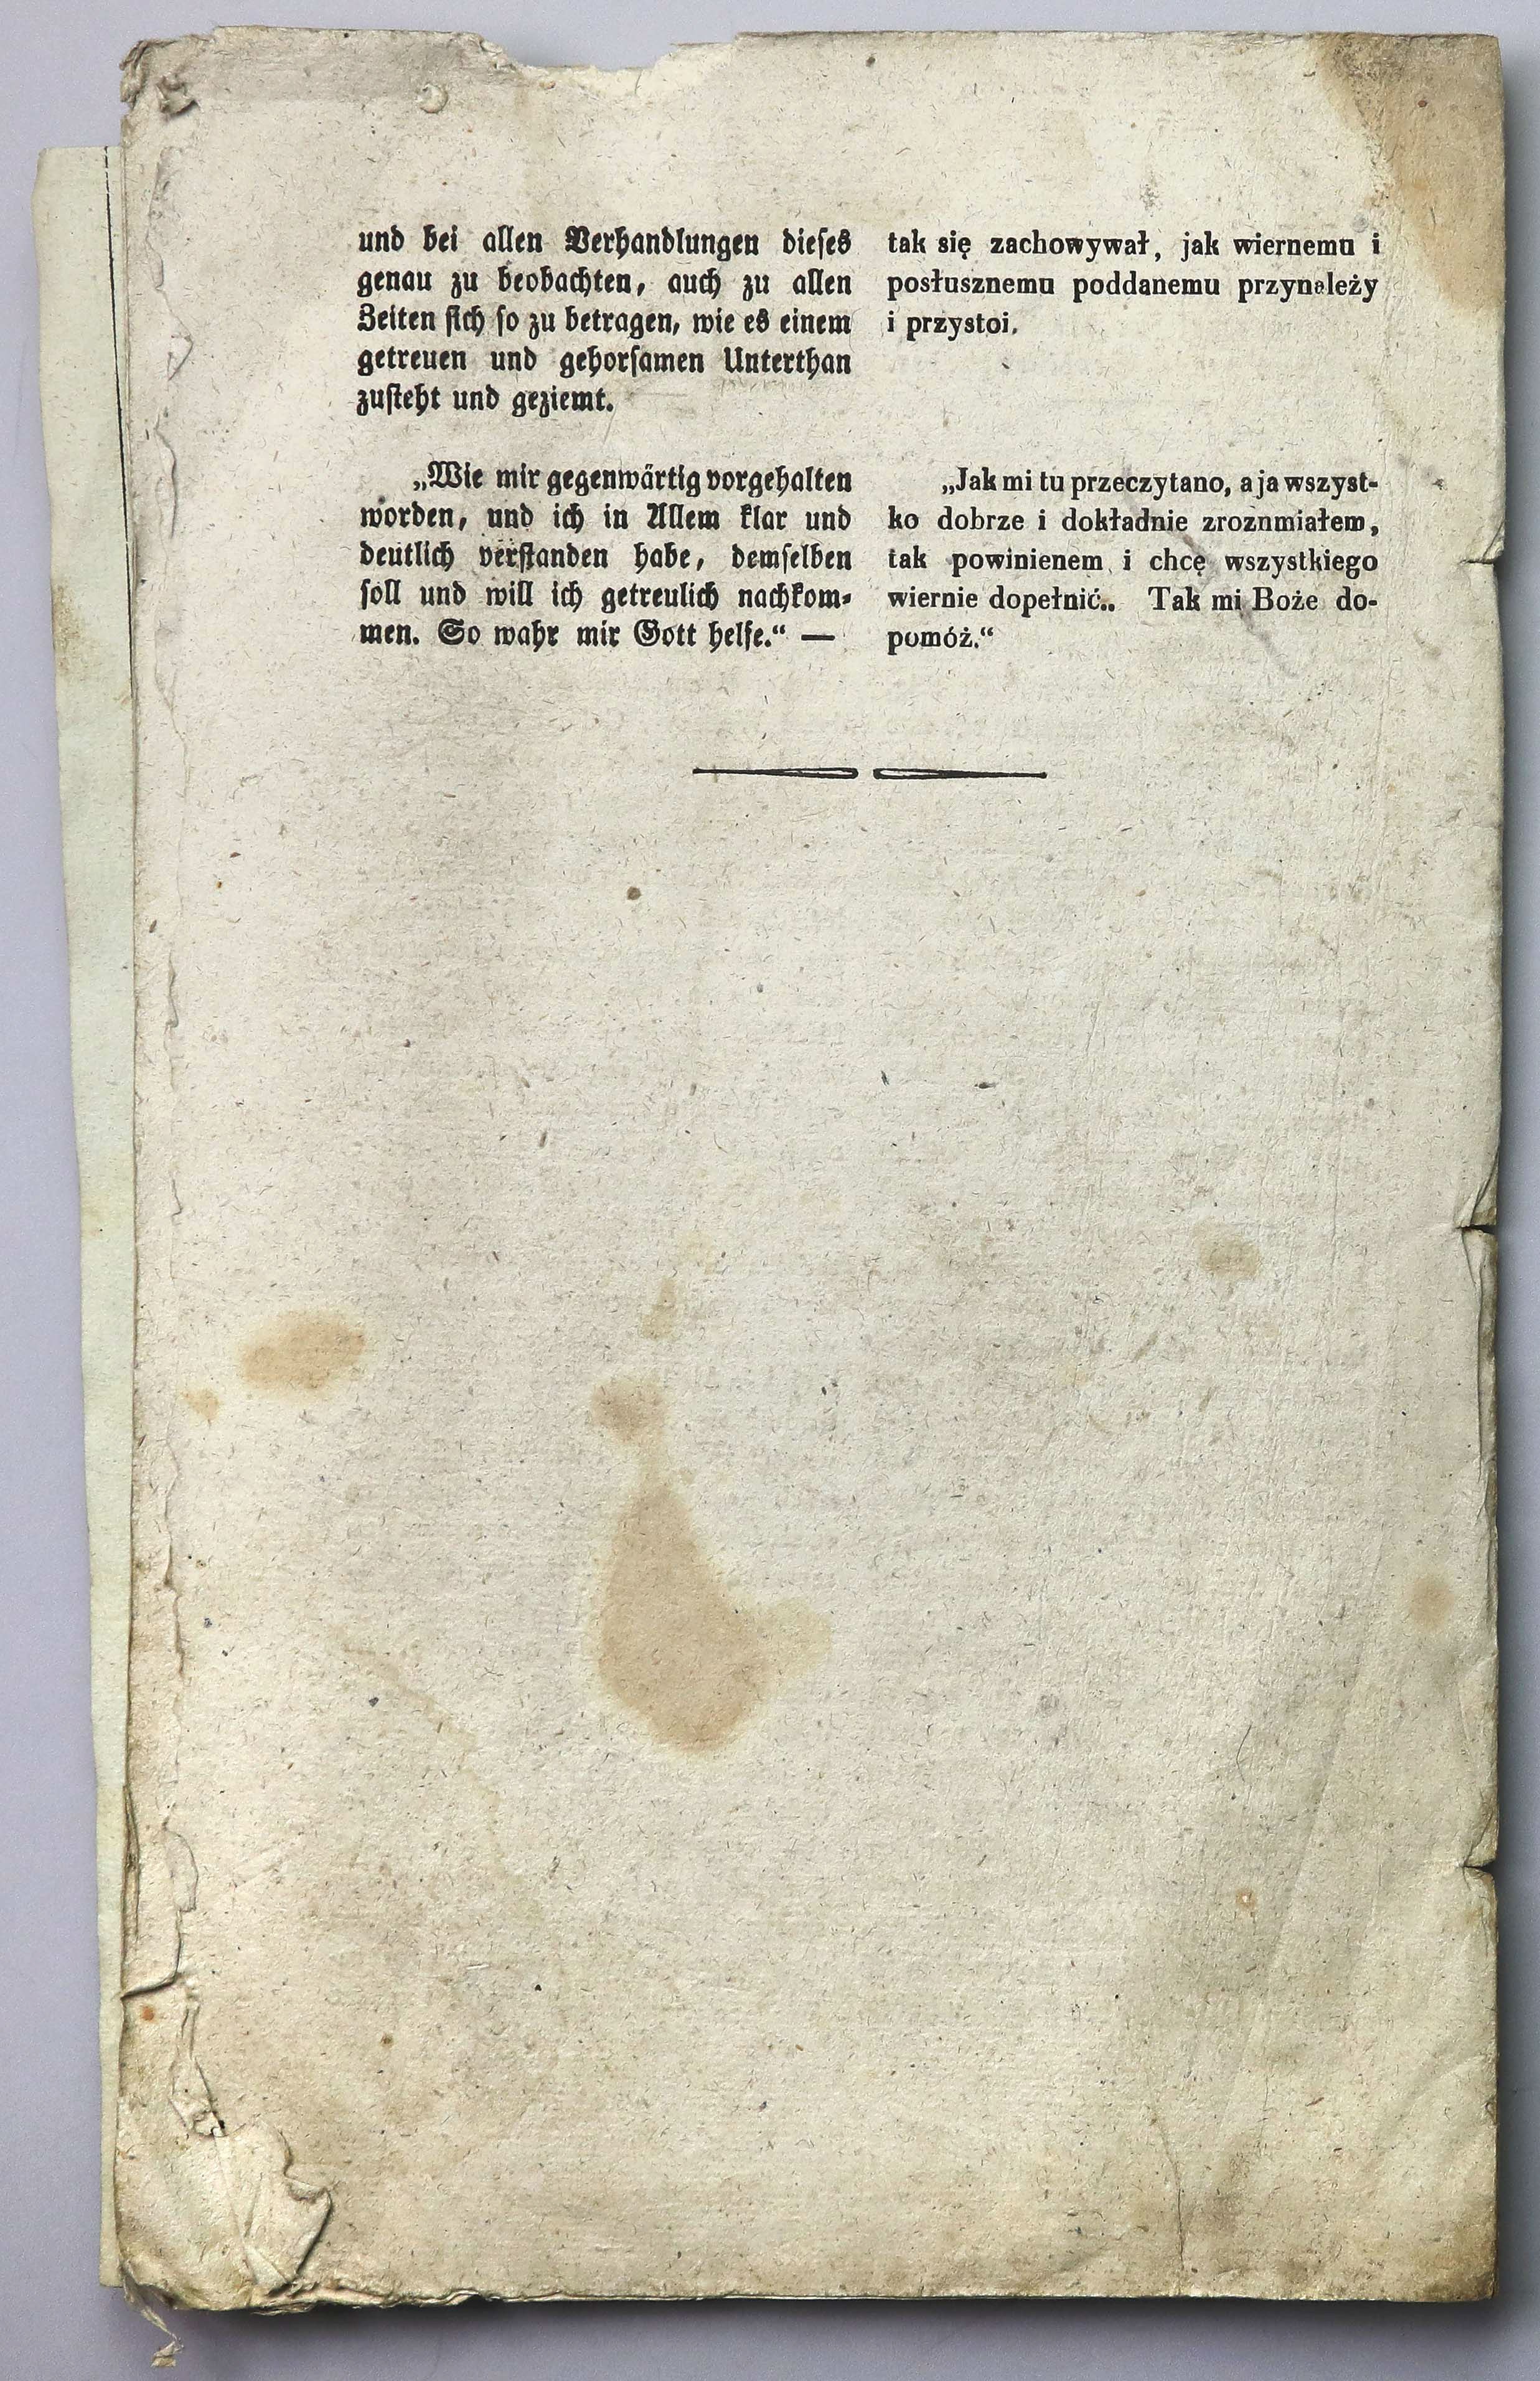 und bei allen Verhandlungen dieses
genau zu beobachten, auch zu allen
Zeiten sich so zu betragen, wie es einem
getreuen und gehorsamen Unterthan
zusteht und geziemt.
„Wie mir gegenwärtig vorgehalten
worden, und ich in Allem klar und
deutlich verstanden habe, demselben
soll und will ich getreulich nachkom-
men. So wahr mir Gott helfe.“ —
tak się zachowywał, jak wiernemu i
posłusznemu poddanemu przynależy
i przystoi.
„Jak mi tu przeczytano, a ja wszyst-
ko dobrze i dokładnie zroznmiałem,
tak powinienem i chcę wszystkiego
wiernie dopełnić.. Tak mi Boże do-
pomóż.“